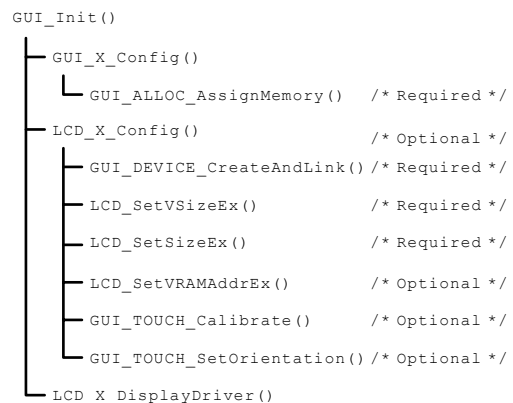 GUI_Init()
GUI_X_Config()
GUI_ALLOC_AssignMemory() /* Required */
LCD_X_Config() /* Optional */
GUI_DEVICE_CreateAndLink() /* Required */
LCD_SetVSizeEx() /* Required */
LCD_SetSizeEx() /* Required */
LCD_SetVRAMAddrEx() /* Optional */
GUI_TOUCH_Calibrate() /* Optional */
GUI_TOUCH_SetOrientation() /* Optional */
LCD X DisplayDriver()